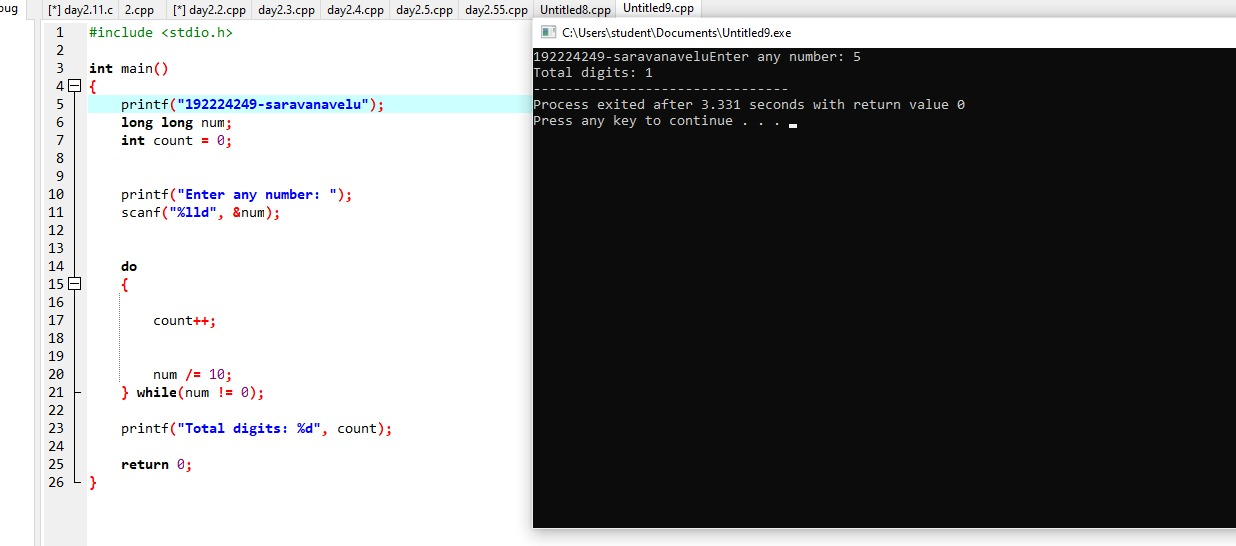 oug
[*] day2.11.c 2.cpp [*] day2.2.cpp day2.3.cpp day2.4.cpp day2.5.cpp day2.55.cpp Untitled8.cpp Untitled9.cpp
1 #include <stdio.h>
2
3 int main()
4 {
5 printf("192224249-saravanavelu");
6 long long num;
7 int count = 0;
8
9
10 printf("Enter any number: ");
11 scanf("%lld", &num);
12
13
14 do
15 {
16
17 count++;
18
19
20 num /= 10;
21 } while(num != 0);
22
23 printf("Total digits: %d", count);
24
25 return 0;
26 }
C:\Users\student\Documents\Untitled9.exe
192224249-saravanaveluEnter any number: 5
Total digits: 1
--------------------------------
Process exited after 3.331 seconds with return value 0
Press any key to continue . . .